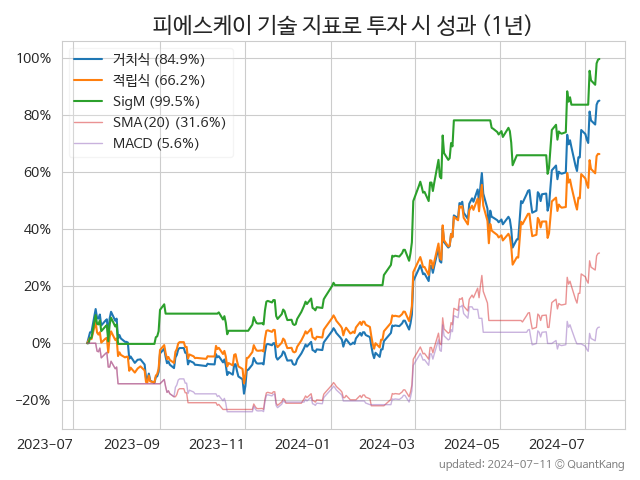 피에스케이 기술 지표로 투자 시 성과 (1년)
거치식 (84.9%)
적립식 (66.2%)
SigM (99.5%)
SMA(20) (31.6%)
MACD (5.6%)
100%
80%
60%
40%
20%
0%
−20%
2023-07 2023-09 2023-11 2024-01 2024-03 2024-05 2024-07
updated: 2024-07-11 © QuantKang